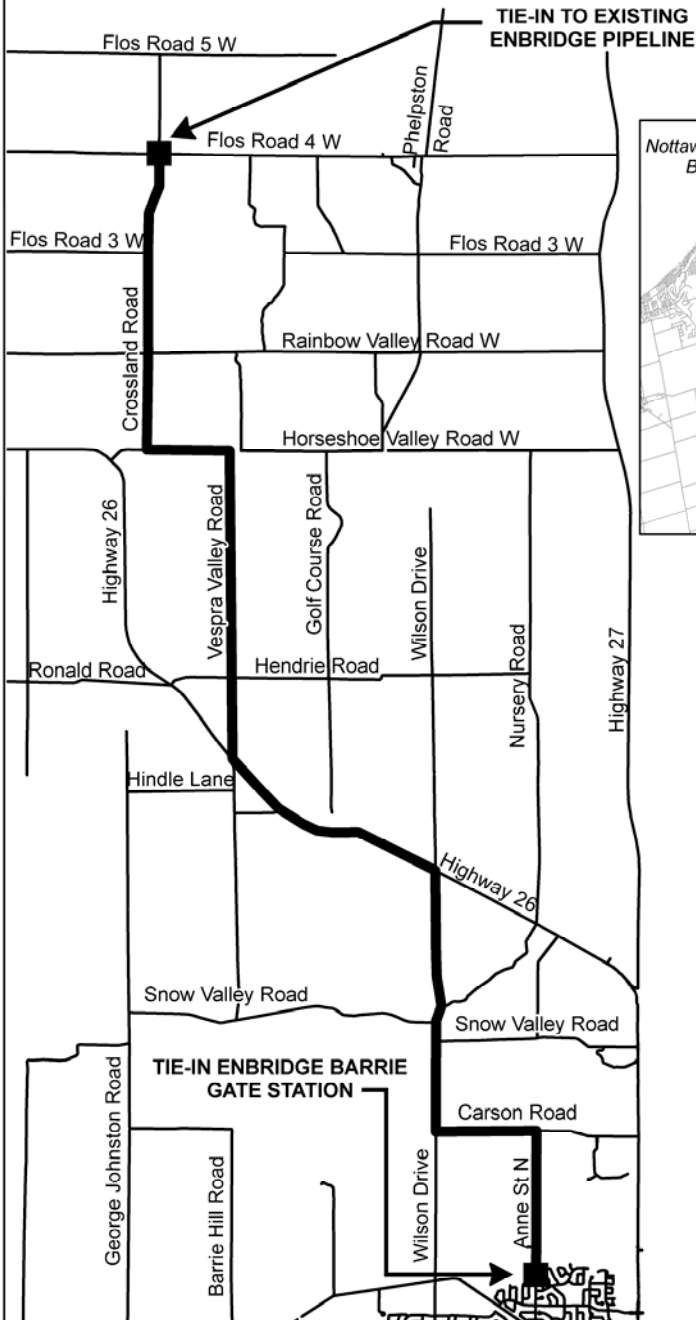 TIE-IN TO EXISTING
ENBRIDGE PIPELINE
Flos Road 5 W
Phelpston
Road
Flos Road 4 W
Nottaw
B
Flos Road 3 W
Flos Road 3 W
Crossland Road
Rainbow Valley Road W
Horseshoe Valley Road W
Highway 26
Vespra Valley Road
Golf Course Road
Wilson Drive
Nursery Road
Highway 27
Ronald Road
Hendrie Road
Hindle Lane
Highway 26
Snow Valley Road
Snow Valley Road
TIE-IN ENBRIDGE BARRIE
GATE STATION
Carson Road
George Johnston Road
Barrie Hill Road
Wilson Drive
Anne St N